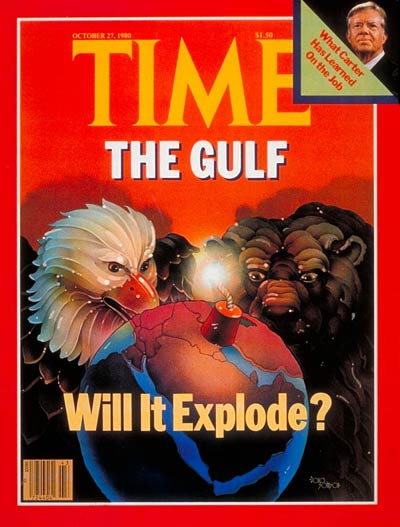 OCTOBER 27, 1980
$1.50
What Carter
Has Learned
On the Job
TIME
THE GULF
Will It Explode?